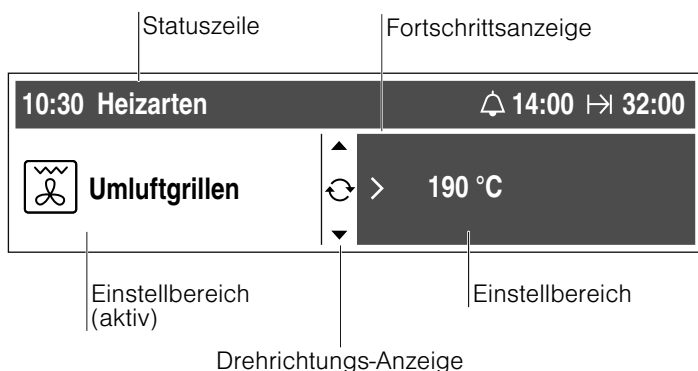 Statuszeile
Fortschrittsanzeige
10:30 Heizarten 14:00 32:00
Umluftgrillen
190 °C
Einstellbereich
(aktiv)
Einstellbereich
Drehrichtungs-Anzeige